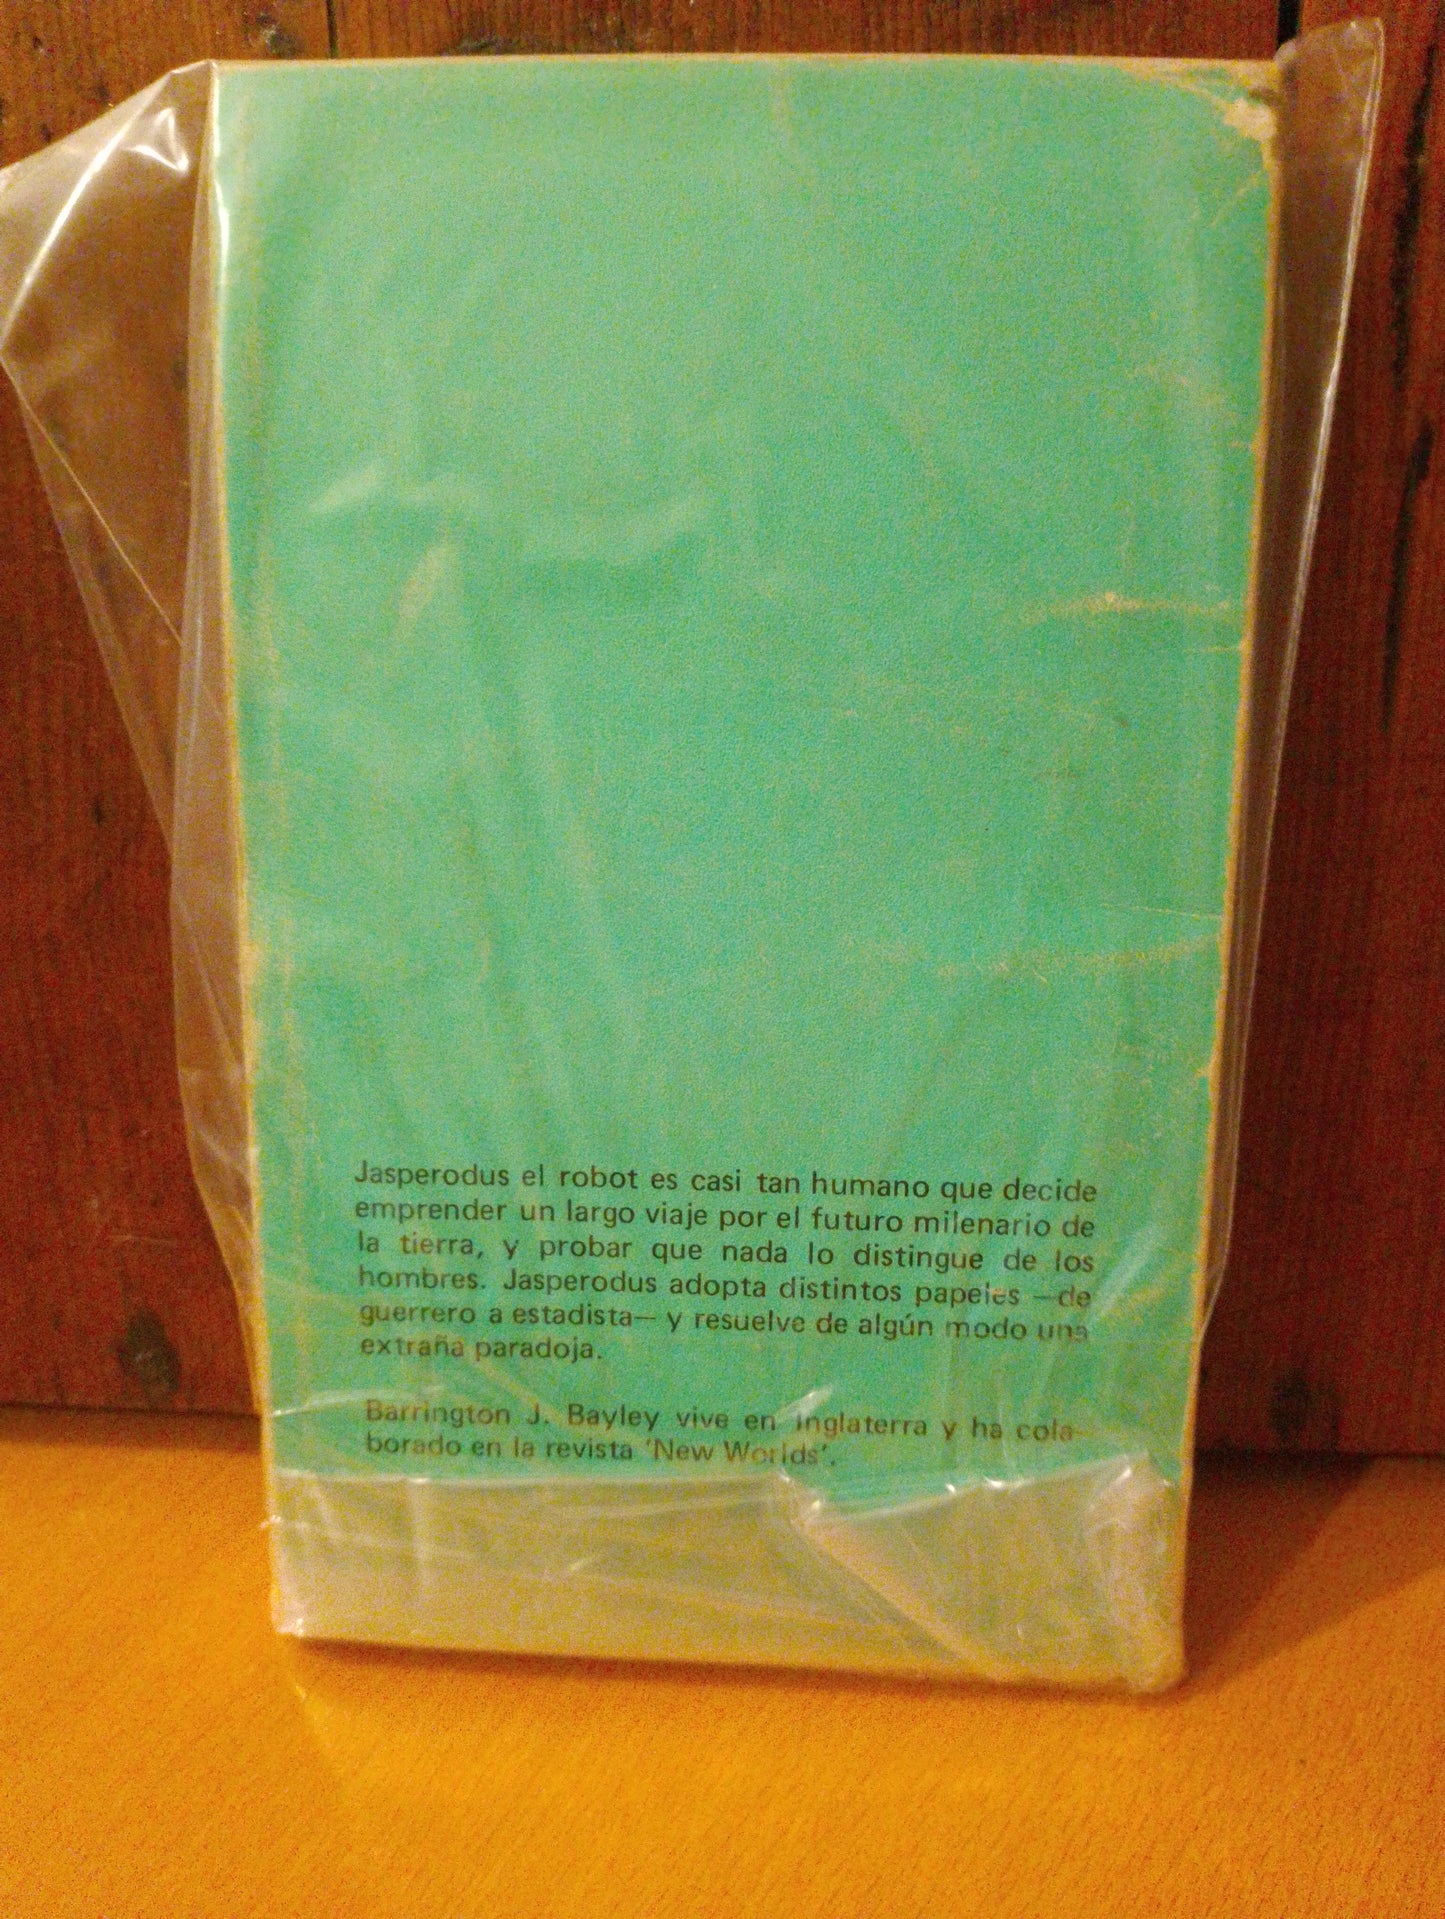 Jasperodus el robot es casi tan humano que decide
emprender un largo viaje por el futuro milenario de
la tierra, y probar que nada lo distingue de los
hombres. Jasperodus adopta distintos papeles —de
guerrero a estadista— y resuelve de algún modo una
extraña paradoja.
Barrington J. Bayley vive en Inglaterra y ha cola-
borado en la revista 'New Worlds'.